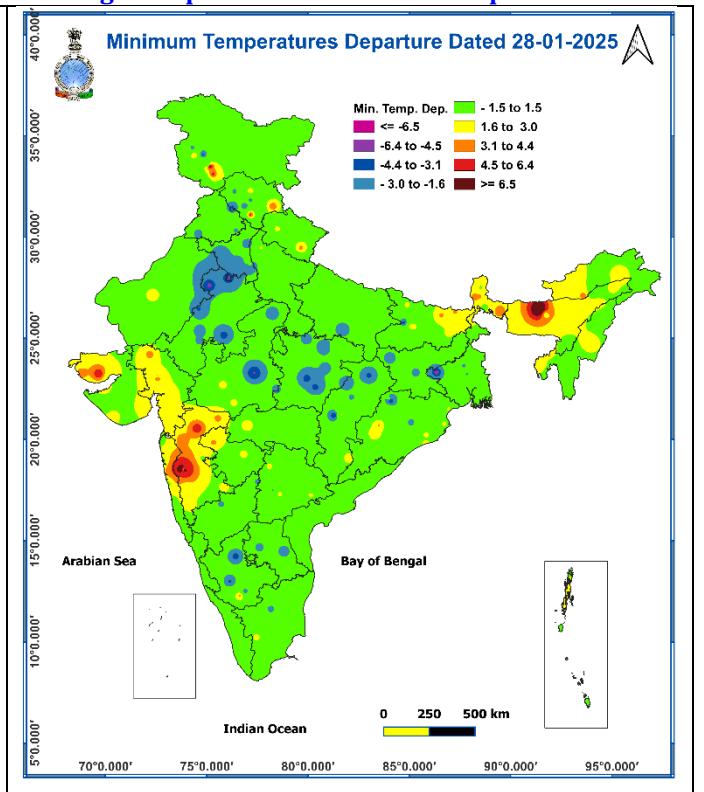 Minimum Temperatures Departure Dated 28-01-2025
Min. Temp. Dep.
<= -6.5
-6.4 to -4.5
-4.4 to -3.1
- 3.0 to -1.6
- 1.5 to 1.5
1.6 to 3.0
3.1 to 4.4
4.5 to 6.4
>= 6.5
40°0.000'
35°0.000'
30°0.000'
25°0.000'
20°0.000'
15°0.000'
10°0.000'
5°0.000'
Arabian Sea
Bay of Bengal
Indian Ocean
0 250 500 km
70°0.000' 75°0.000' 80°0.000' 85°0.000' 90°0.000' 95°0.000'